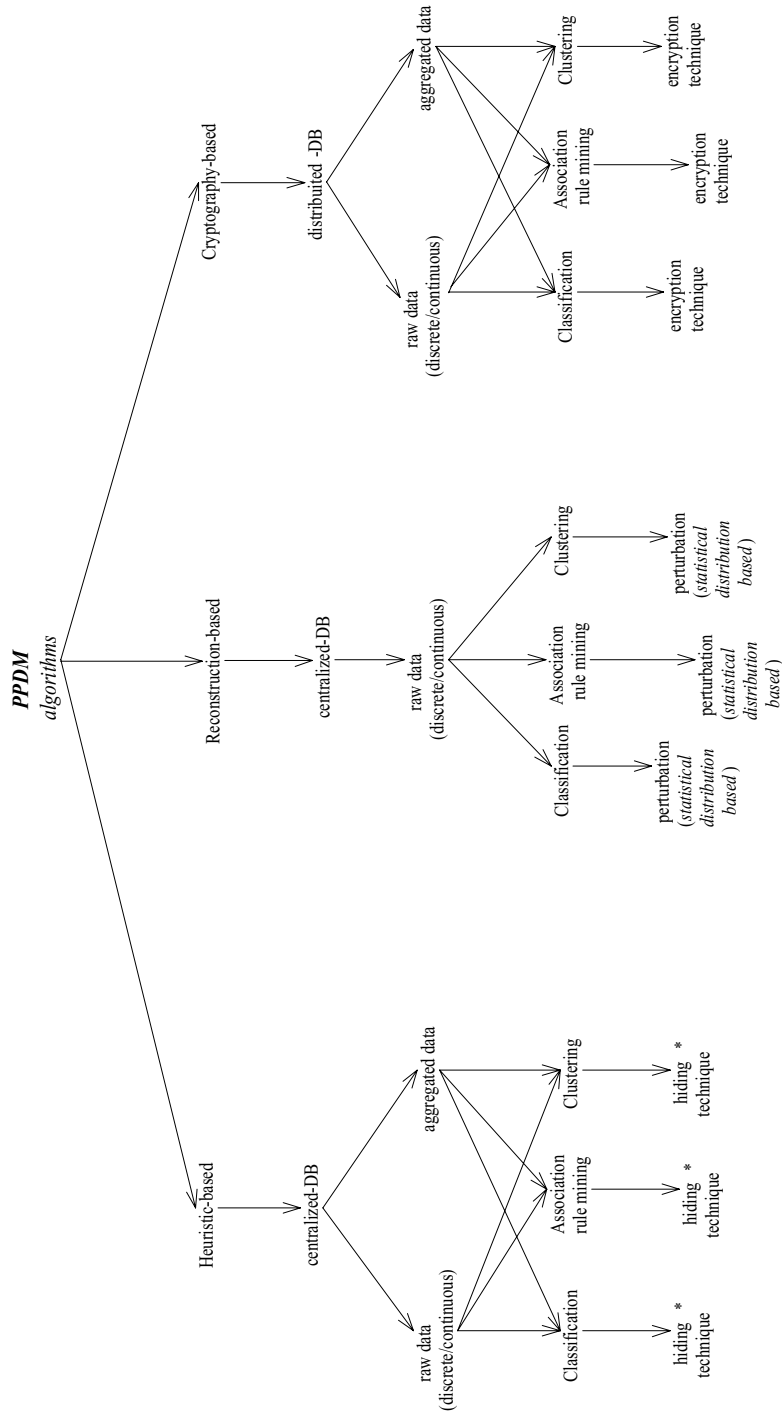 PPDM
algorithms
Heuristic-based
Reconstruction-based
Cryptography-based
centralized-DB
centralized-DB
distribuited -DB
raw data
(discrete/continuous)
aggregated data
raw data
(discrete/continuous)
raw data
(discrete/continuous)
aggregated data
Classification
Association
rule mining
Clustering
Classification
Association
rule mining
Clustering
Classification
Association
rule mining
Clustering
hiding *
technique
hiding *
technique
hiding *
technique
perturbation
(statistical
distribution
based )
perturbation
(statistical
distribution
based )
perturbation
(statistical
distribution
based )
encryption
technique
encryption
technique
encryption
technique